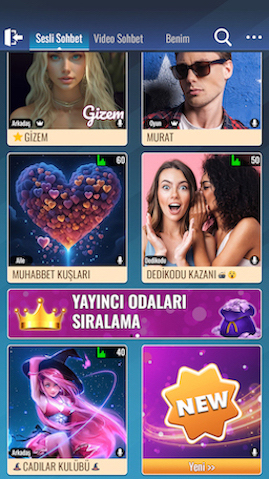 Sesli Sohbet Video Sohbet Benim
Arkadaş Gizem
⭐ GİZEM
Oyun
MURAT
60
Aile
MUHABBET KUŞLARI
50
Dedikodu
DEDİKODU KAZANI
YAYINCI ODALARI
SIRALAMA
40
Arkadaş
CADILAR KULÜBÜ
NEW
Yeni >>